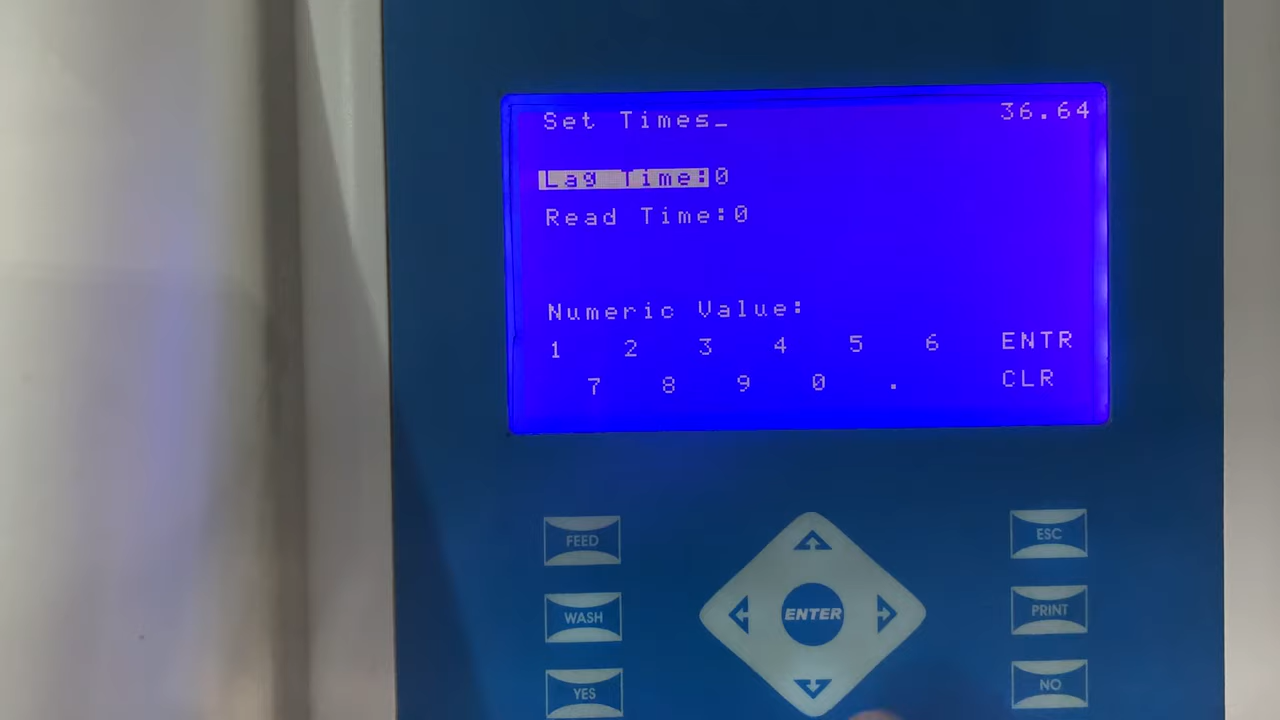 Set Times_ 36.64
Lag Time:0
Read Time:0
Numeric Value:
1 2 3 4 5 6 ENTR
7 8 9 0 . CLR
FEED ESC
WASH ENTER PRINT
YES NO